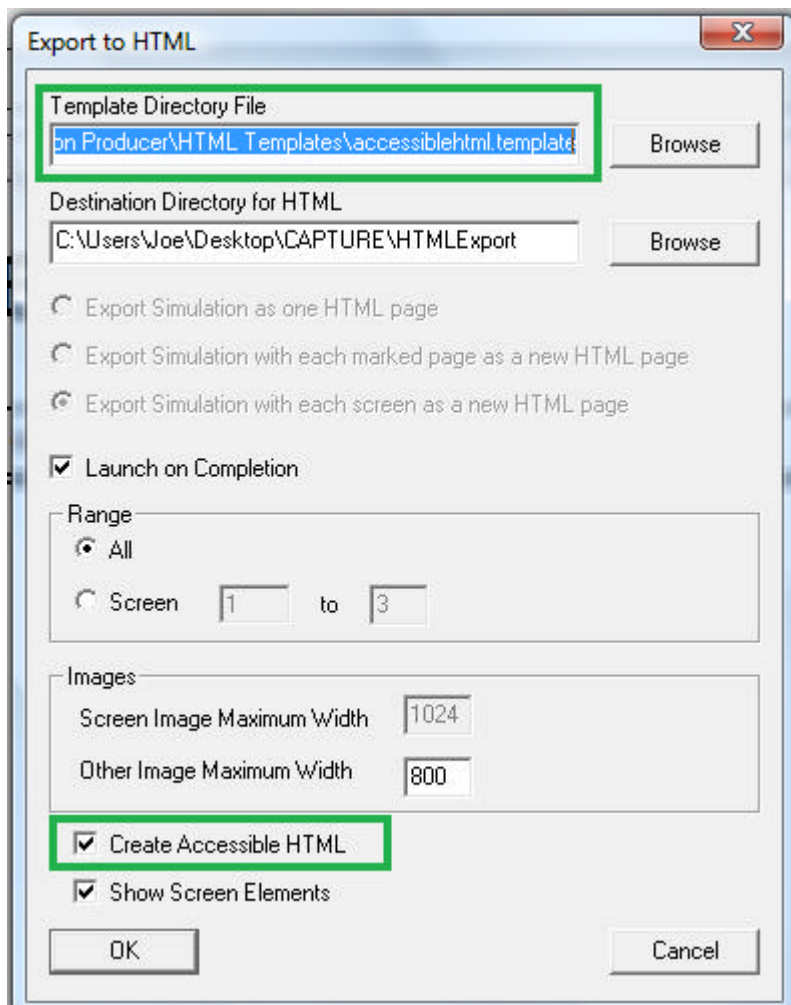 Export to HTML
Template Directory File
on Producer\HTML Templates\accessiblehtml.template
Browse
Destination Directory for HTML
C:\Users\Joe\Desktop\CAPTURE\HTMLExport
Browse
Export Simulation as one HTML page
Export Simulation with each marked page as a new HTML page
Export Simulation with each screen as a new HTML page
Launch on Completion
Range
All
Screen 1 to 3
Images
Screen Image Maximum Width 1024
Other Image Maximum Width 800
Create Accessible HTML
Show Screen Elements
OK Cancel